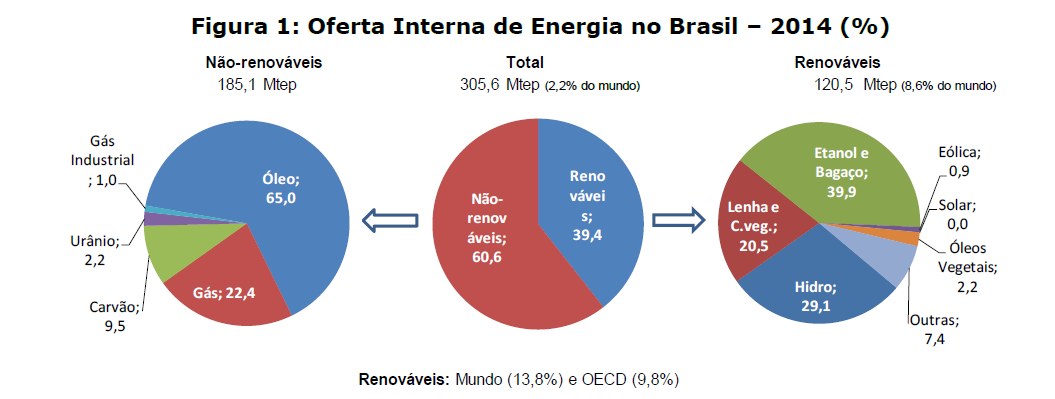 Figura 1: Oferta Interna de Energia no Brasil – 2014 (%)
Não-renováveis
185,1 Mtep
Total
305,6 Mtep (2,2% do mundo)
Renováveis
120,5 Mtep (8,6% do mundo)
Gás
Industrial
; 1,0
Urânio;
2,2
Carvão;
9,5
Óleo;
65,0
Gás; 22,4
Não-
renov
áveis;
60,6
Reno
vávei
s;
39,4
Etanol e
Bagaço;
39,9
Lenha e
C.veg.;
20,5
Hidro;
29,1
Eólica;
0,9
Solar;
0,0
Óleos
Vegetais;
2,2
Outras;
7,4
Renováveis: Mundo (13,8%) e OECD (9,8%)